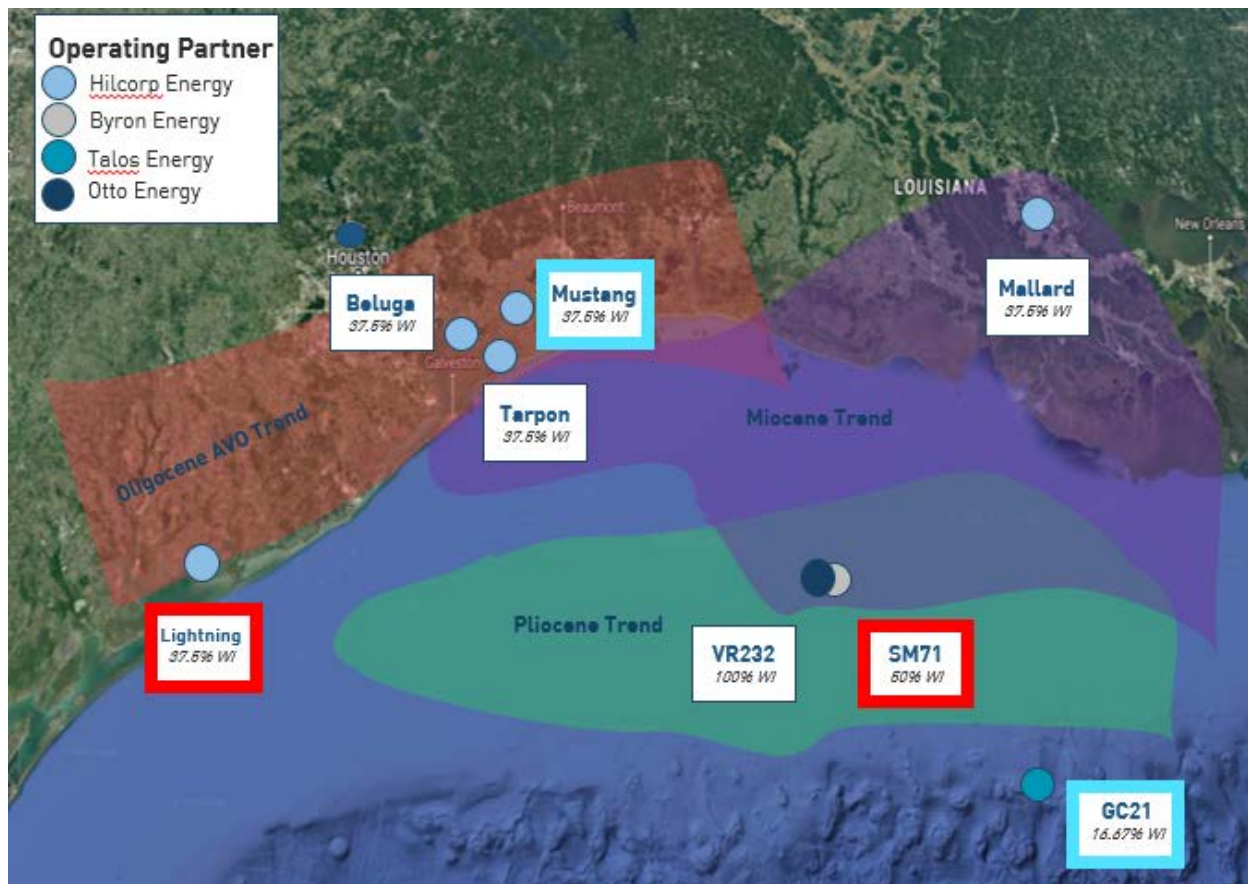 Operating Partner
Hilcorp Energy
Byron Energy
Talos Energy
Otto Energy
LOUISIANA
Beaumont
New Orleans
Houston
Beluga
37.5% WI
Mustang
37.5% WI
Mallard
37.5% WI
Galveston
Tarpon
37.5% WI
Miocene Trend
Oligocene AVO Trend
Lightning
37.5% WI
Pliocene Trend
VR232
100% WI
SM71
50% WI
GC21
16.67% WI